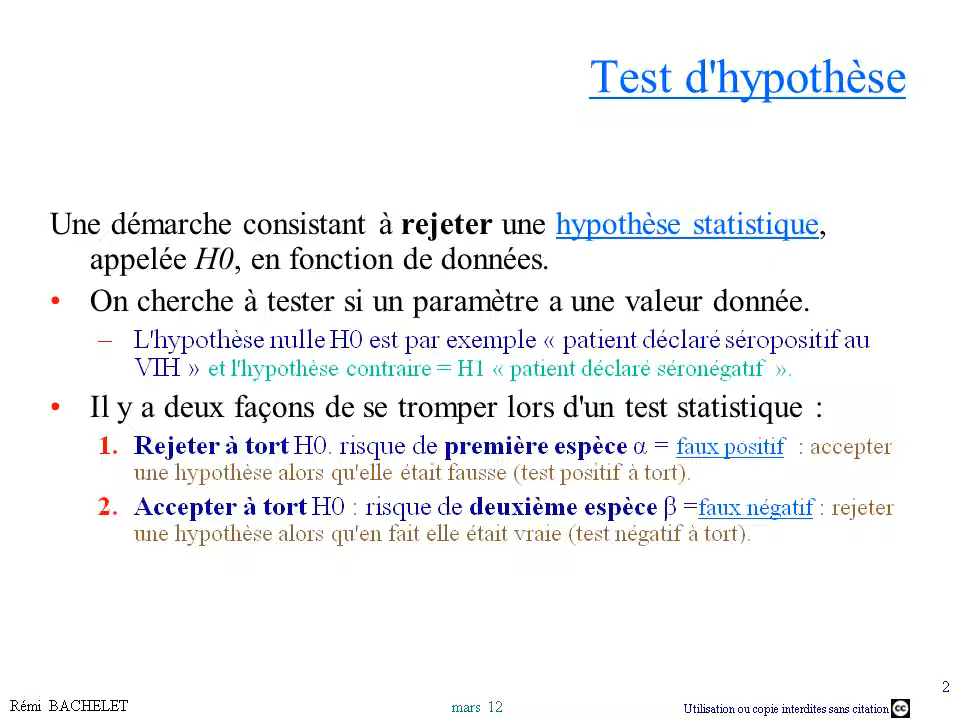 Test d'hypothèse
Une démarche consistant à rejeter une hypothèse statistique,
appelée H0, en fonction de données.
• On cherche à tester si un paramètre a une valeur donnée.
– L'hypothèse nulle H0 est par exemple « patient déclaré séropositif au
VIH » et l'hypothèse contraire = H1 « patient déclaré séronégatif ».
• Il y a deux façons de se tromper lors d'un test statistique :
1. Rejeter à tort H0. risque de première espèce α = faux positif : accepter
une hypothèse alors qu'elle était fausse (test positif à tort).
2. Accepter à tort H0 : risque de deuxième espèce β =faux négatif : rejeter
une hypothèse alors qu'en fait elle était vraie (test négatif à tort).
2
Rémi BACHELET
mars 12
Utilisation ou copie interdites sans citation
cc